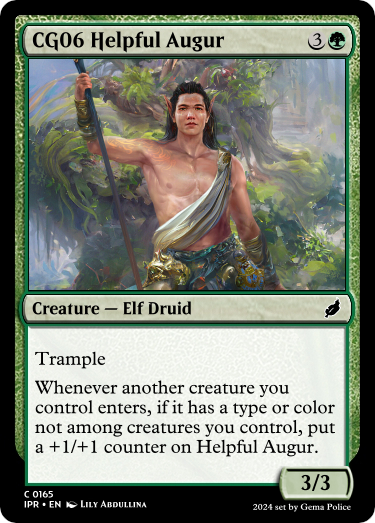 CG06 Helpful Augur 3
Creature — Elf Druid
Trample
Whenever another creature you
control enters, if it has a type or color
not among creatures you control, put
a +1/+1 counter on Helpful Augur.
3/3
C 0165
IPR • EN Lily Abdullina
2024 set by Gema Police